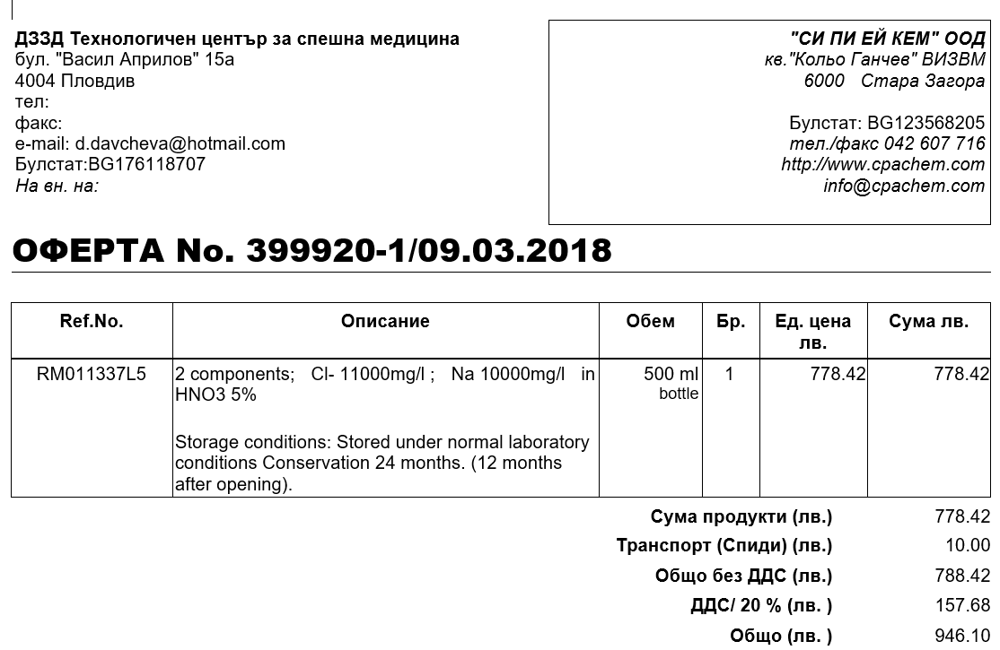 ДЗЗД Технологичен център за спешна медицина
бул. "Васил Априлов" 15а
4004 Пловдив
тел:
факс:
e-mail: d.davcheva@hotmail.com
Булстат:BG176118707
На вн. на:
"СИ ПИ ЕЙ КЕМ" ООД
кв."Кольо Ганчев" ВИЗВМ
6000 Стара Загора
Булстат: BG123568205
тел./факс 042 607 716
http://www.cpachem.com
info@cpachem.com
ОФЕРТА No. 399920-1/09.03.2018
Ref.No. Описание Обем Бр. Ед. цена Сума лв.
лв.
RM011337L5 2 components; Cl- 11000mg/l ; Na 10000mg/l in 500 ml 1 778.42 778.42
HNO3 5% bottle
Storage conditions: Stored under normal laboratory
conditions Conservation 24 months. (12 months
after opening).
Сума продукти (лв.) 778.42
Транспорт (Спиди) (лв.) 10.00
Общо без ДДС (лв.) 788.42
ДДС/ 20 % (лв. ) 157.68
Общо (лв. ) 946.10